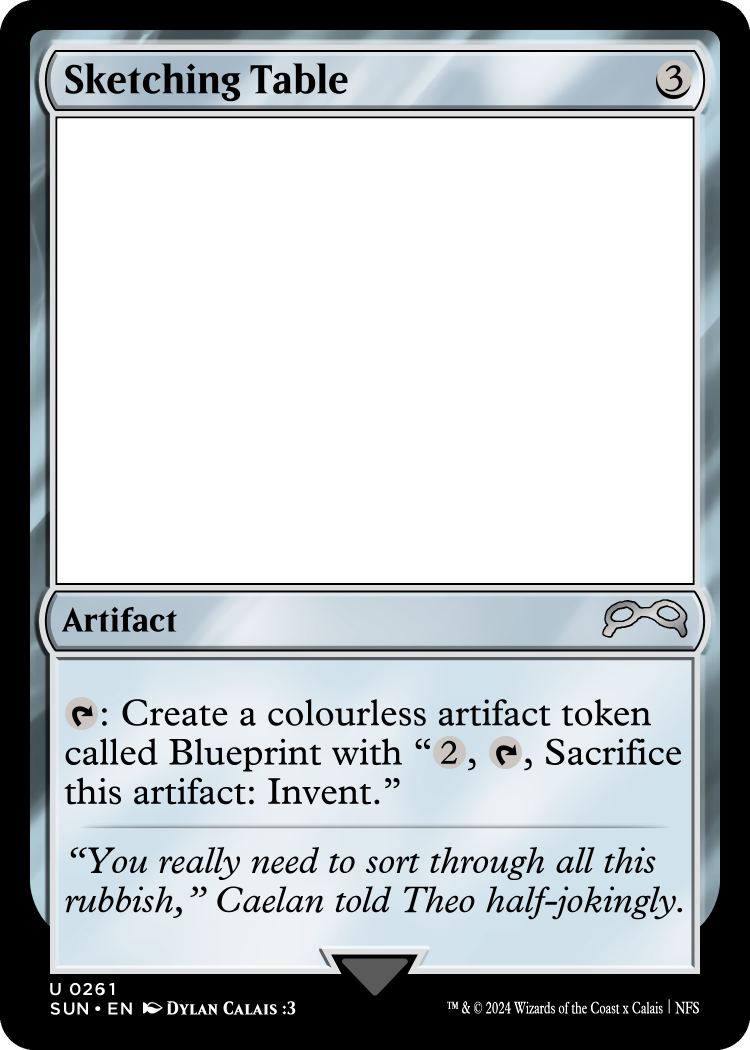 Sketching Table 3
Artifact
: Create a colourless artifact token
called Blueprint with “2, , Sacrifice
this artifact: Invent.”
“You really need to sort through all this
rubbish,” Caelan told Theo half-jokingly.
U 0261
SUN • EN Dylan Calais :3
™ & © 2024 Wizards of the Coast x Calais | NFS